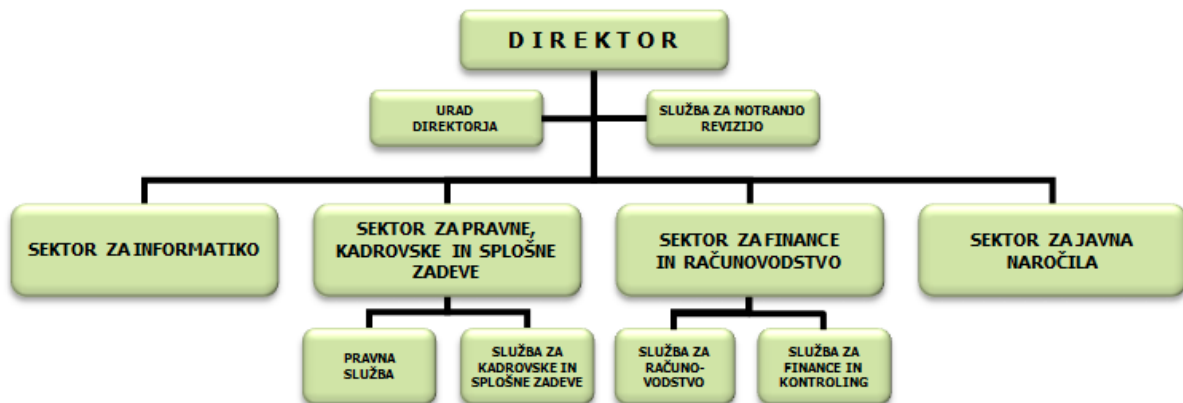 DIREKTOR
URAD
DIREKTORJA
SLUŽBA ZA NOTRANJO
REVIZIJO
SEKTOR ZA INFORMATIKO
SEKTOR ZA PRAVNE,
KADROVSKE IN SPLOŠNE
ZADEVE
SEKTOR ZA FINANCE
IN RAČUNOVODSTVO
SEKTOR ZA JAVNA
NAROČILA
PRAVNA
SLUŽBA
SLUŽBA ZA
KADROVSKE IN
SPLOŠNE ZADEVE
SLUŽBA ZA
RAČUNO-
VODSTVO
SLUŽBA ZA
FINANCE IN
KONTROLING